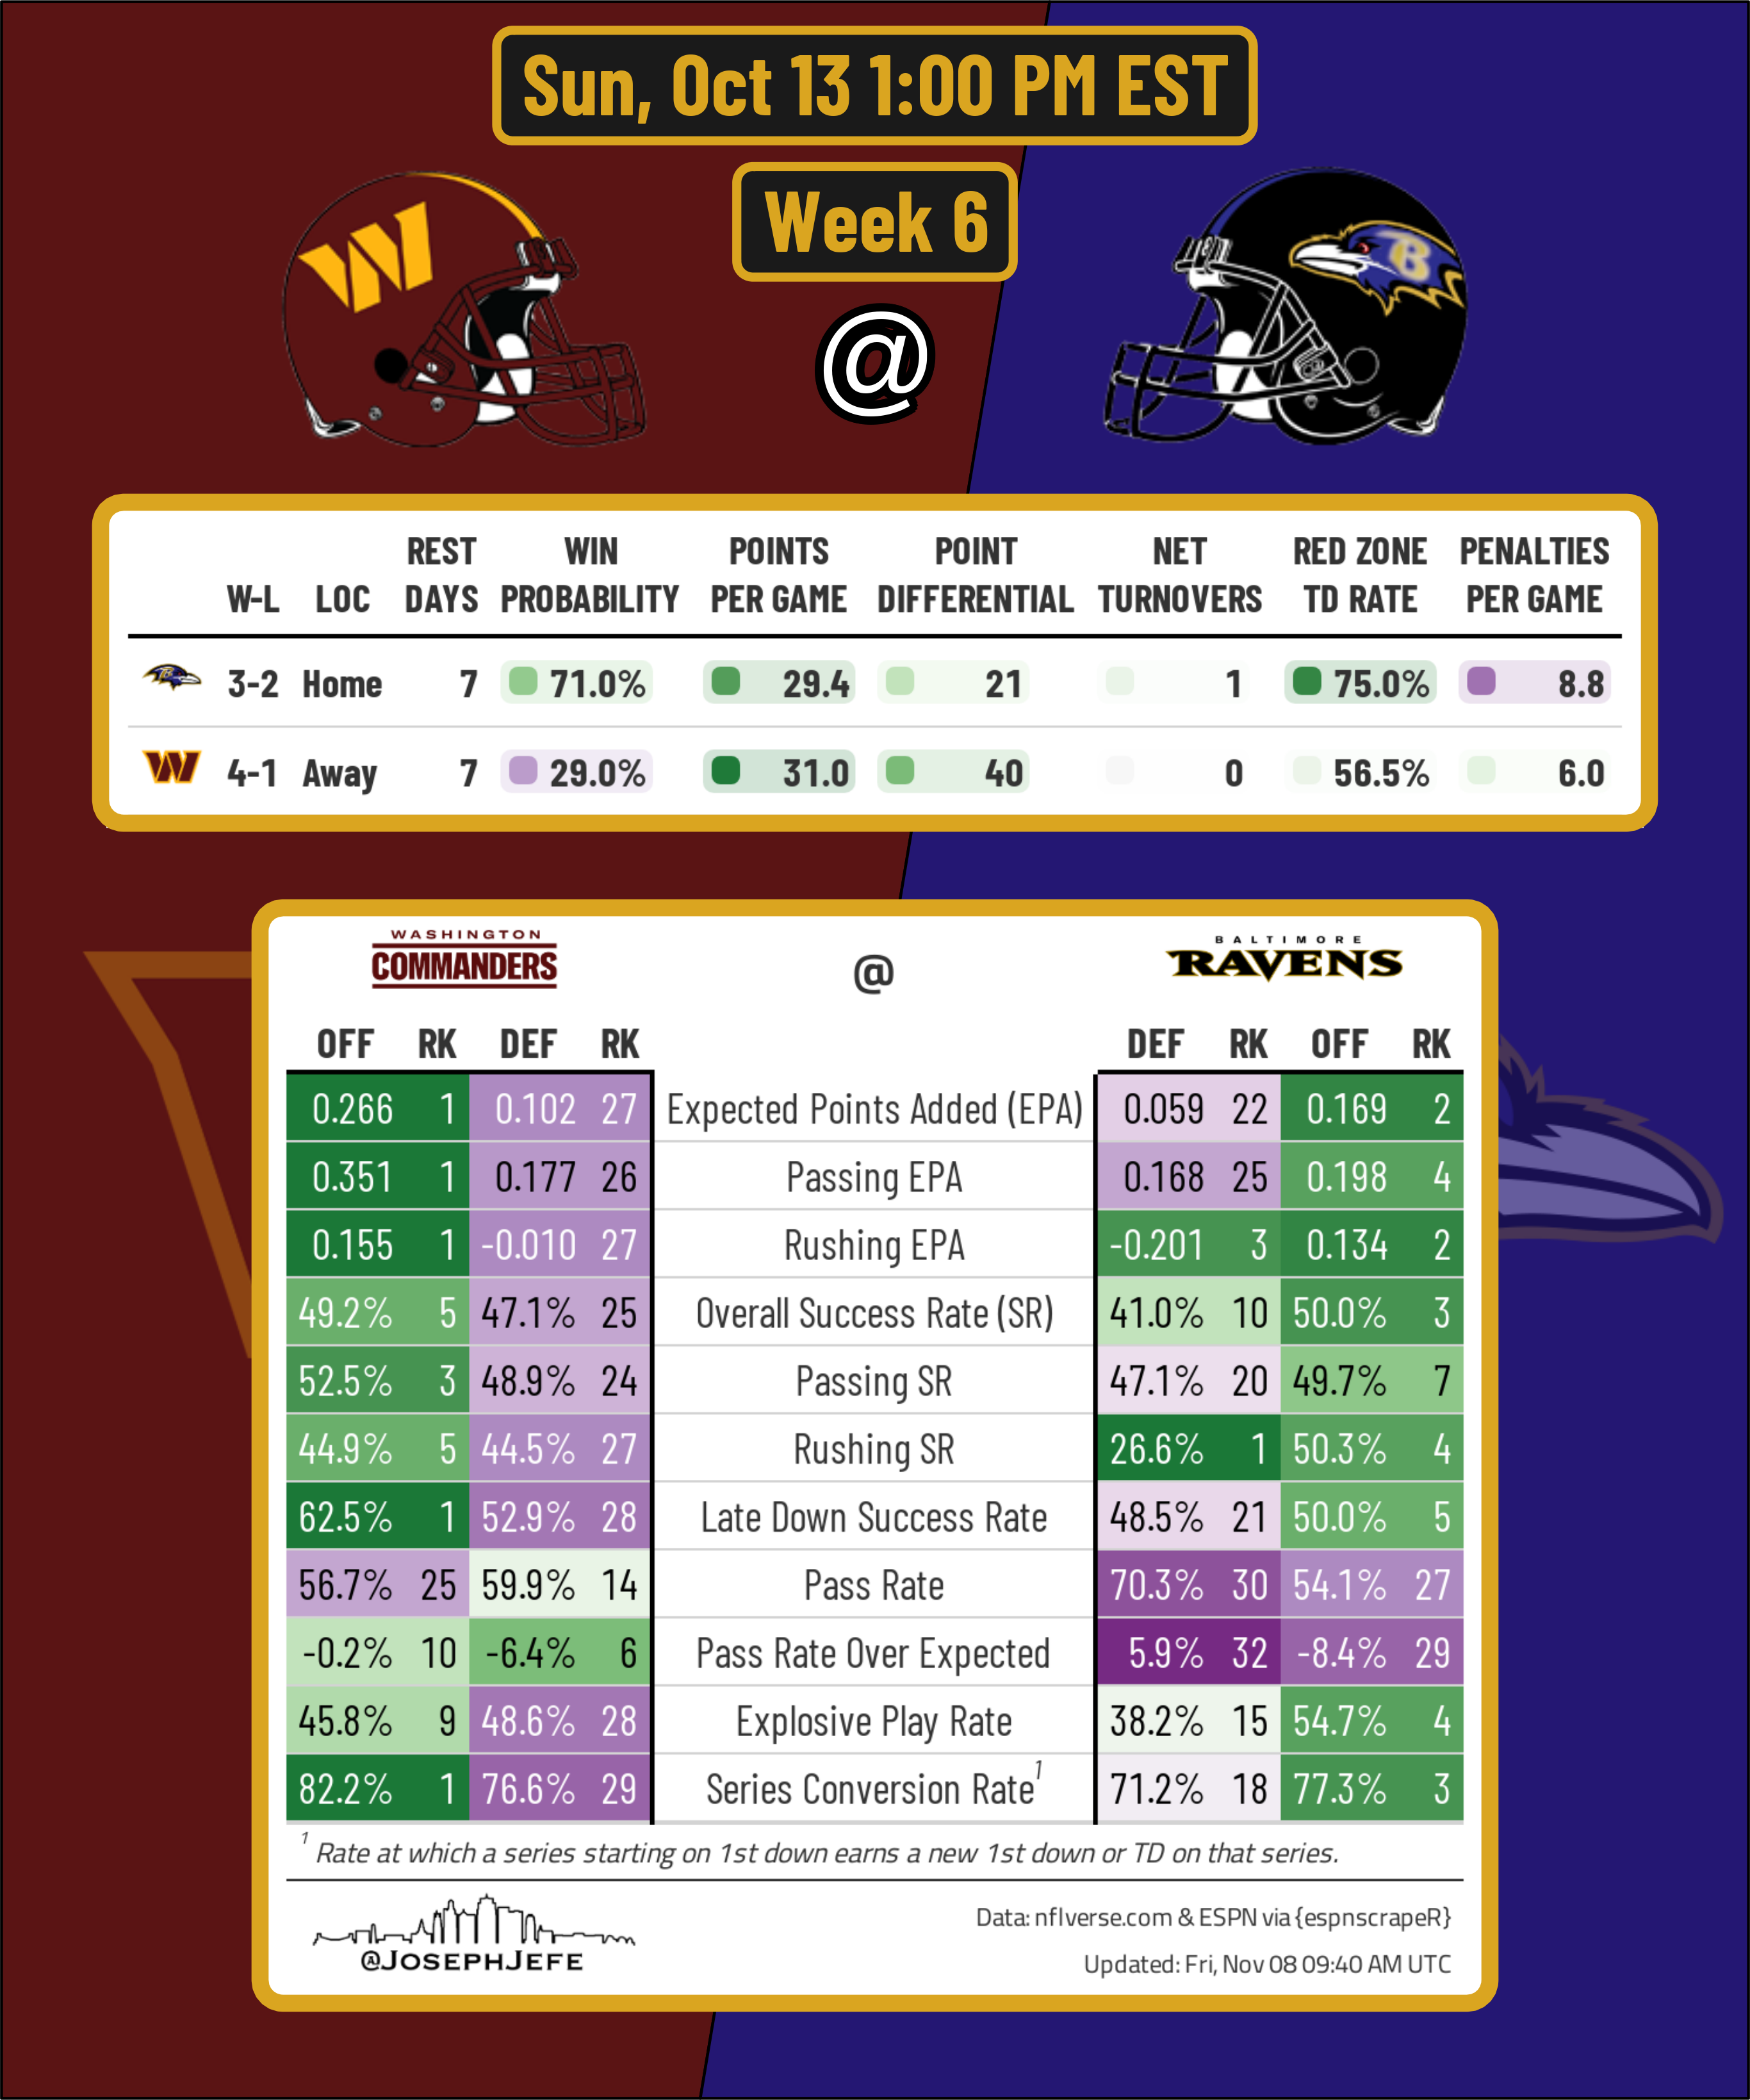 Sun, Oct 13 1:00 PM EST
Week 6
W
@
B
REST WIN POINTS POINT NET RED ZONE PENALTIES
W-L LOC DAYS PROBABILITY PER GAME DIFFERENTIAL TURNOVERS TD RATE PER GAME
3-2 Home 7 71.0% 29.4 21 1 75.0% 8.8
W 4-1 Away 7 29.0% 31.0 40 0 56.5% 6.0
WASHINGTON
COMMANDERS
@
BALTIMORE
RAVENS
OFF RK DEF RK DEF RK OFF RK
0.266 1 0.102 27 Expected Points Added (EPA) 0.059 22 0.169 2
0.351 1 0.177 26 Passing EPA 0.168 25 0.198 4
0.155 1 -0.010 27 Rushing EPA -0.201 3 0.134 2
49.2% 5 47.1% 25 Overall Success Rate (SR) 41.0% 10 50.0% 3
52.5% 3 48.9% 24 Passing SR 47.1% 20 49.7% 7
44.9% 5 44.5% 27 Rushing SR 26.6% 1 50.3% 4
62.5% 1 52.9% 28 Late Down Success Rate 48.5% 21 50.0% 5
56.7% 25 59.9% 14 Pass Rate 70.3% 30 54.1% 27
-0.2% 10 -6.4% 6 Pass Rate Over Expected 5.9% 32 -8.4% 29
45.8% 9 48.6% 28 Explosive Play Rate 38.2% 15 54.7% 4
82.2% 1 76.6% 29 Series Conversion Rate¹ 71.2% 18 77.3% 3
¹ Rate at which a series starting on 1st down earns a new 1st down or TD on that series.
@JOSEPHJEFE
Data: nflverse.com & ESPN via {espnscrapeR}
Updated: Fri, Nov 08 09:40 AM UTC